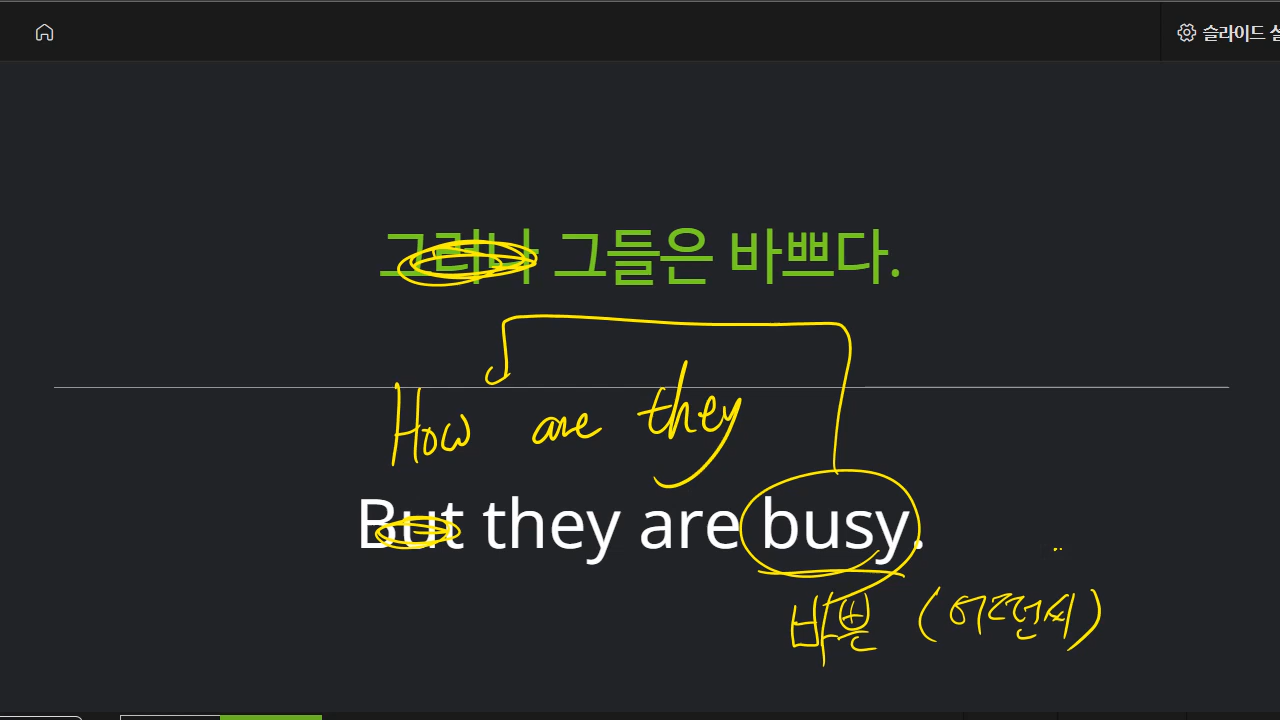 슬라이드
그러나 그들은 바쁘다.
How are they
But they are busy.
바쁜 (어떤씨)